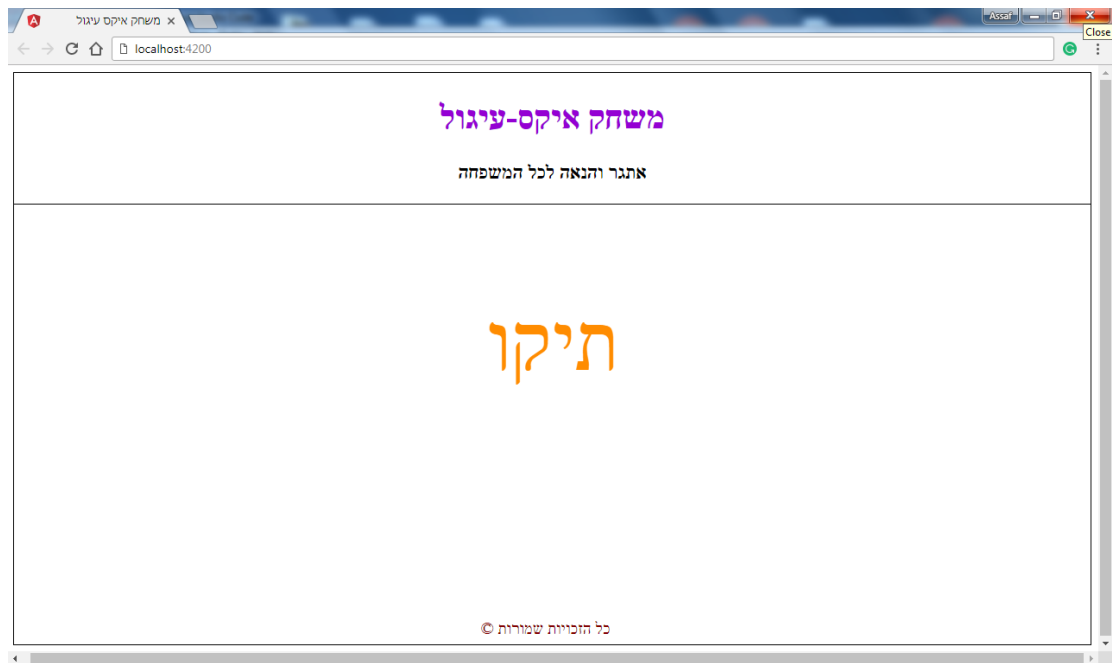 משחק איקס עיגול
Assaf
Close
localhost:4200
משחק איקס-עיגול
אתגר והנאה לכל המשפחה
תיקו
כל הזכויות שמורות ©